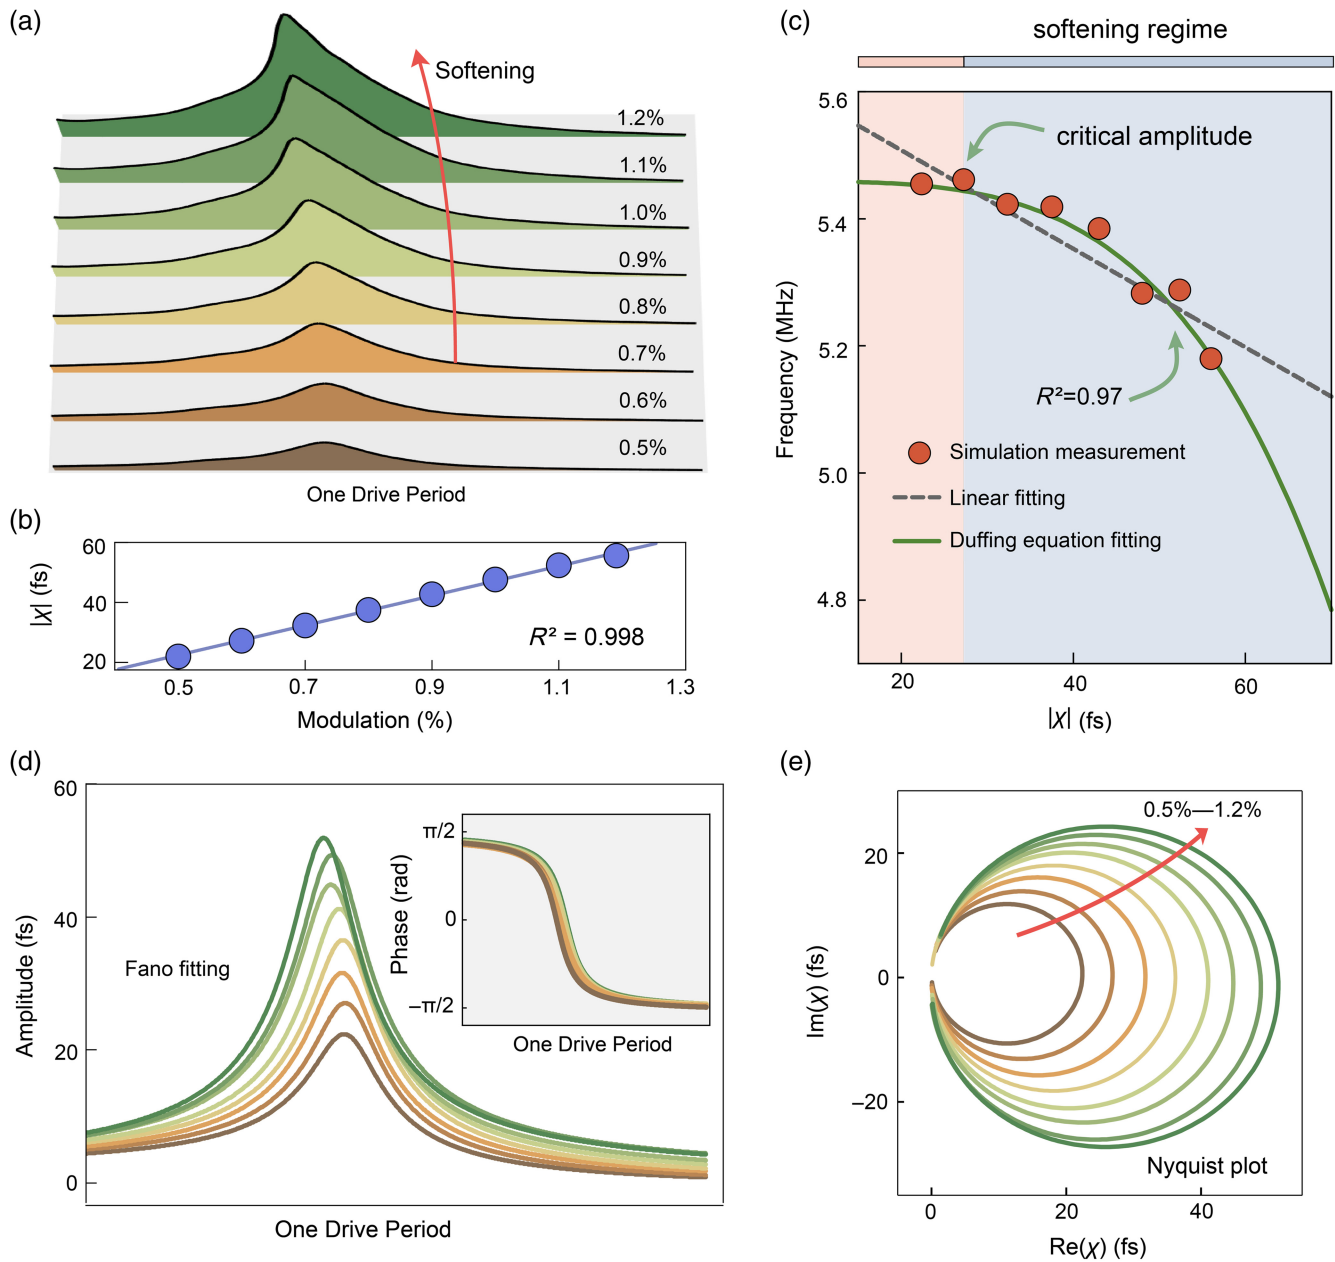 (a)
Softening
1.2%
1.1%
1.0%
0.9%
0.8%
0.7%
0.6%
0.5%
One Drive Period
(b)
60
40
20
|χ| (fs)
R² = 0.998
0.5
0.7
0.9
1.1
1.3
Modulation (%)
(c)
softening regime
5.6
5.4
5.2
5.0
4.8
Frequency (MHz)
critical amplitude
R²=0.97
Simulation measurement
Linear fitting
Duffing equation fitting
20
40
60
|χ| (fs)
(d)
60
40
20
0
Amplitude (fs)
Fano fitting
π/2
0
–π/2
Phase (rad)
One Drive Period
One Drive Period
(e)
0.5%—1.2%
20
0
–20
Im(χ) (fs)
Nyquist plot
0
20
40
Re(χ) (fs)